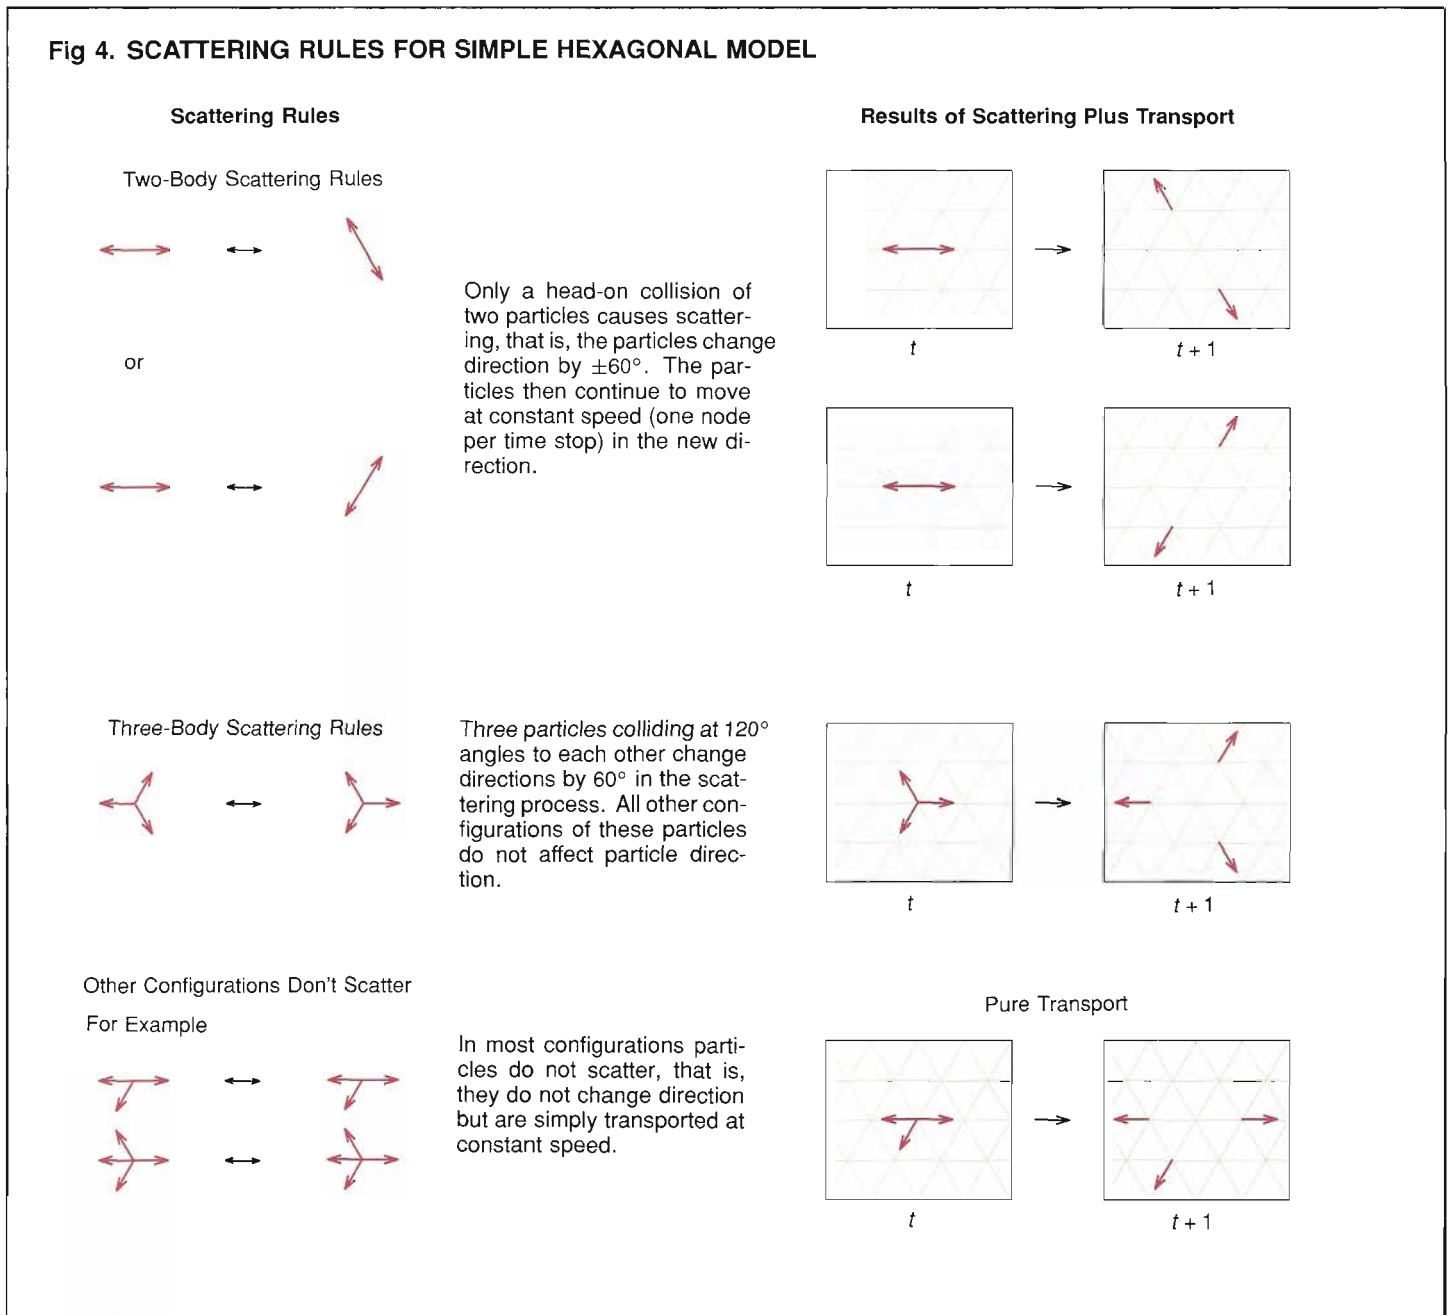 Fig 4. SCATTERING RULES FOR SIMPLE HEXAGONAL MODEL
Scattering Rules
Results of Scattering Plus Transport
Two-Body Scattering Rules
or
Only a head-on collision of
two particles causes scatter-
ing, that is, the particles change
direction by ±60°. The par-
ticles then continue to move
at constant speed (one node
per time stop) in the new di-
rection.
t
t + 1
t
t + 1
Three-Body Scattering Rules
Three particles colliding at 120°
angles to each other change
directions by 60° in the scat-
tering process. All other con-
figurations of these particles
do not affect particle direc-
tion.
t
t + 1
Other Configurations Don't Scatter
For Example
In most configurations parti-
cles do not scatter, that is,
they do not change direction
but are simply transported at
constant speed.
Pure Transport
t
t + 1